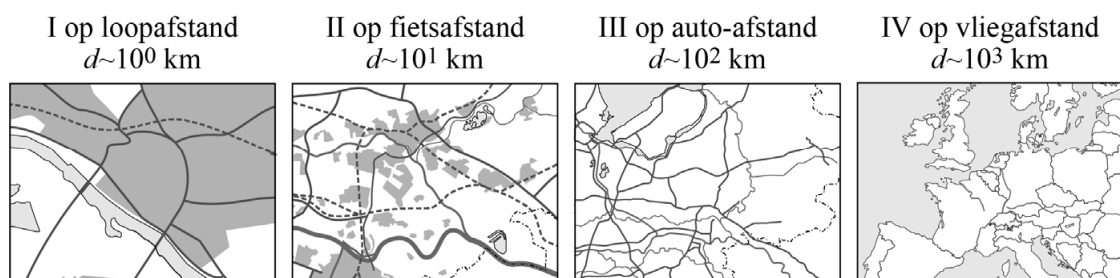 I op loopafstand
d~10⁰ km
II op fietsafstand
d~10¹ km
III op auto-afstand
d~10² km
IV op vliegafstand
d~10³ km